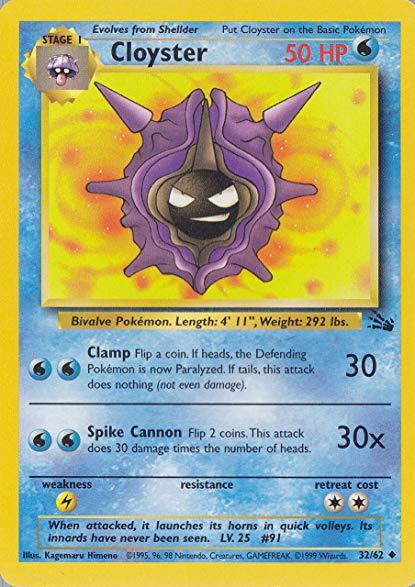 Evolves from Shellder Put Cloyster on the Basic Pokémon
STAGE 1
Cloyster 50 HP
Bivalve Pokémon. Length: 4' 11", Weight: 292 lbs.
Clamp Flip a coin. If heads, the Defending
Pokémon is now Paralyzed. If tails, this attack
does nothing (not even damage).
30
Spike Cannon Flip 2 coins. This attack
does 30 damage times the number of heads.
30x
weakness resistance retreat cost
When attacked, it launches its horns in quick volleys. Its
innards have never been seen. LV. 25 #91
Illus. Kagemaru Himeno ©1995, 96, 98 Nintendo, Creatures, GAMEFREAK. ©1999 Wizards. 32/62